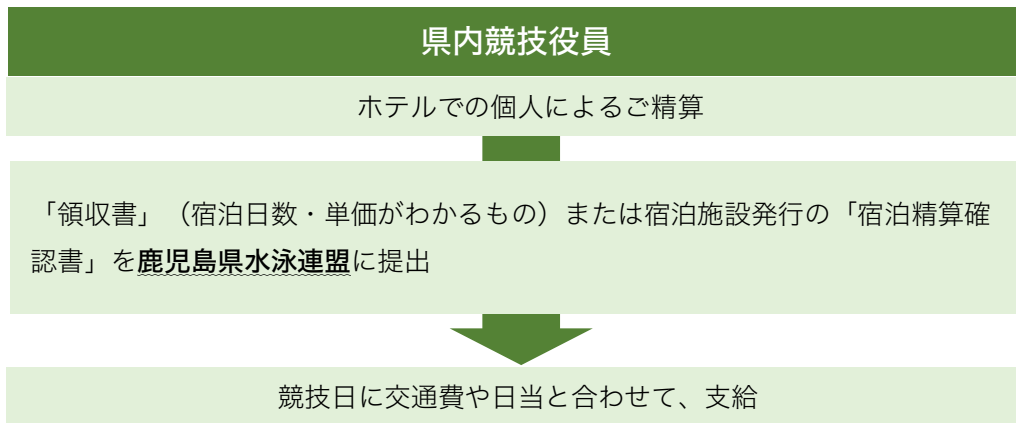 県内競技役員
ホテルでの個人によるご精算
「領収書」（宿泊日数・単価がわかるもの）または宿泊施設発行の「宿泊精算確
認書」を鹿児島県水泳連盟に提出
競技日に交通費や日当と合わせて、支給